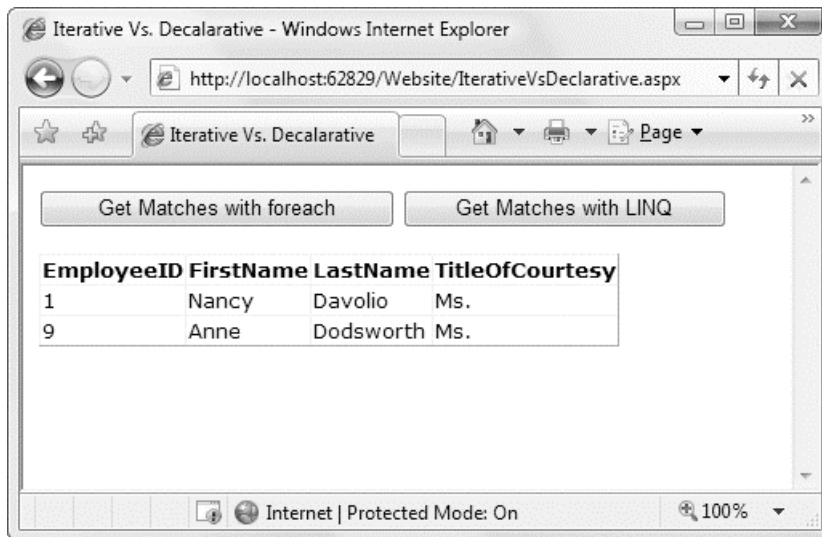 Iterative Vs. Decalarative - Windows Internet Explorer
http://localhost:62829/Website/IterativeVsDeclarative.aspx
Iterative Vs. Decalarative
Page
Get Matches with foreach Get Matches with LINQ
EmployeeID FirstName LastName TitleOfCourtesy
1 Nancy Davolio Ms.
9 Anne Dodsworth Ms.
Internet | Protected Mode: On 100%